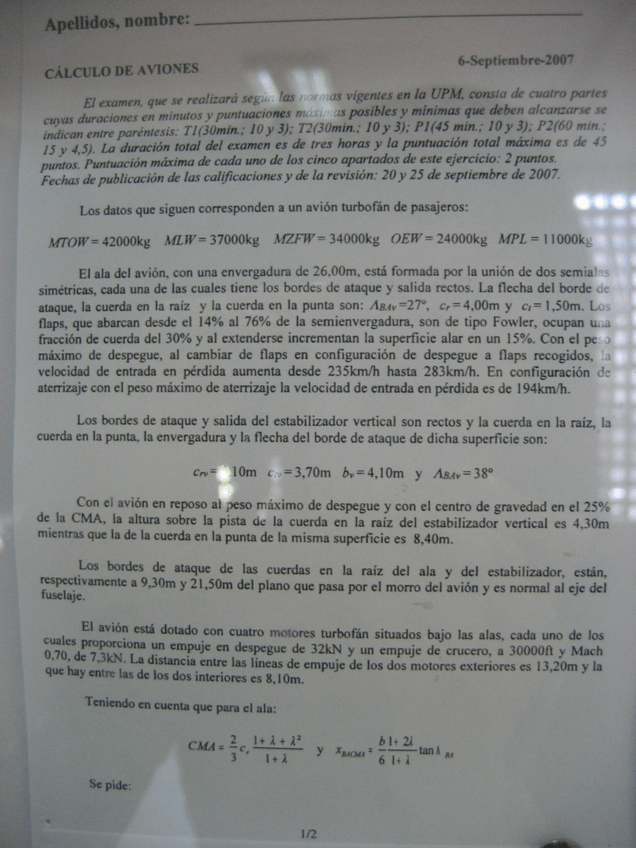 Apellidos, nombre:
CÁLCULO DE AVIONES
6-Septiembre-2007
El examen, que se realizará según las normas vigentes en la UPM, consta de cuatro partes
cuyas duraciones en minutos y puntuaciones máximas posibles y mínimas que deben alcanzarse se
indican entre paréntesis: T1(30min.; 10 y 3); T2(30min.; 10 y 3); P1(45 min.; 10 y 3); P2(60 min.;
15 y 4,5). La duración total del examen es de tres horas y la puntuación total máxima es de 45
puntos. Puntuación máxima de cada uno de los cinco apartados de este ejercicio: 2 puntos.
Fechas de publicación de las calificaciones y de la revisión: 20 y 25 de septiembre de 2007.
Los datos que siguen corresponden a un avión turbofán de pasajeros:
MTOW = 42000kg MLW = 37000kg MZFW = 34000kg OEW = 24000kg MPL = 11000kg
El ala del avión, con una envergadura de 26,00m, está formada por la unión de dos semialas
simétricas, cada una de las cuales tiene los bordes de ataque y salida rectos. La flecha del borde de
ataque, la cuerda en la raíz y la cuerda en la punta son: Λ_BAw =27º, c_r = 4,00m y c_t = 1,50m. Los
flaps, que abarcan desde el 14% al 76% de la semienvergadura, son de tipo Fowler, ocupan una
fracción de cuerda del 30% y al extenderse incrementan la superficie alar en un 15%. Con el peso
máximo de despegue, al cambiar de flaps en configuración de despegue a flaps recogidos, la
velocidad de entrada en pérdida aumenta desde 235km/h hasta 283km/h. En configuración de
aterrizaje con el peso máximo de aterrizaje la velocidad de entrada en pérdida es de 194km/h.
Los bordes de ataque y salida del estabilizador vertical son rectos y la cuerda en la raíz, la
cuerda en la punta, la envergadura y la flecha del borde de ataque de dicha superficie son:
c_rv = 10m = 3,70m b_v = 4,10m y Λ_BAv = 38º
Con el avión en reposo al peso máximo de despegue y con el centro de gravedad en el 25%
de la CMA, la altura sobre la pista de la cuerda en la raíz del estabilizador vertical es 4,30m
mientras que la de la cuerda en la punta de la misma superficie es 8,40m.
Los bordes de ataque de las cuerdas en la raíz del ala y del estabilizador, están,
respectivamente a 9,30m y 21,50m del plano que pasa por el morro del avión y es normal al eje del
fuselaje.
El avión está dotado con cuatro motores turbofán situados bajo las alas, cada uno de los
cuales proporciona un empuje en despegue de 32kN y un empuje de crucero, a 30000ft y Mach
0,70, de 7,3kN. La distancia entre las líneas de empuje de los dos motores exteriores es 13,20m y la
que hay entre las de los dos interiores es 8,10m.
Teniendo en cuenta que para el ala:
CMA = 2/3 c_r (1 + λ + λ²)/(1 + λ) y x_BACMA = b/6 (1 + 2λ)/(1 + λ) tan Λ_BA
Se pide:
1/2